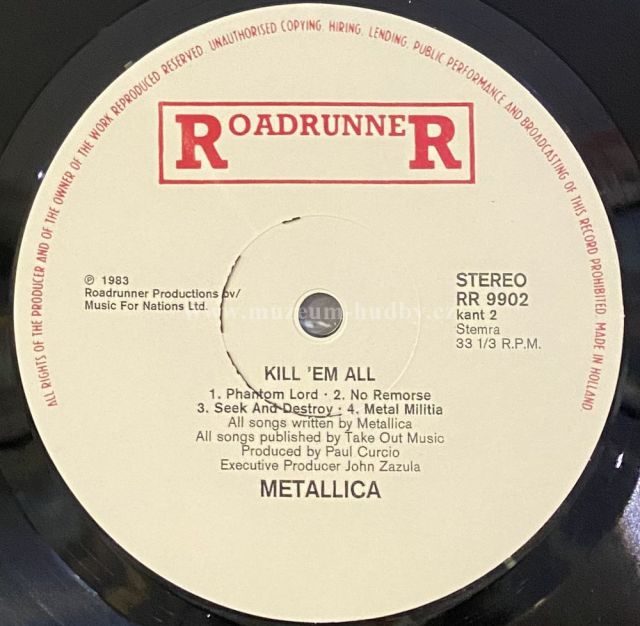 ALL RIGHTS OF THE PRODUCER AND OF THE OWNER OF THE WORK REPRODUCED RESERVED. UNAUTHORISED COPYING, HIRING, LENDING, PUBLIC PERFORMANCE AND BROADCASTING OF THIS RECORD PROHIBITED. MADE IN HOLLAND.
ROADRUNNER
℗ 1983
Roadrunner Productions bv/
Music For Nations Ltd.
STEREO
RR 9902
kant 2
Stemra
33 1/3 R.P.M.
www.muzeum-hudby.cz
KILL 'EM ALL
1. Phantom Lord · 2. No Remorse
3. Seek And Destroy · 4. Metal Militia
All songs written by Metallica
All songs published by Take Out Music
Produced by Paul Curcio
Executive Producer John Zazula
METALLICA